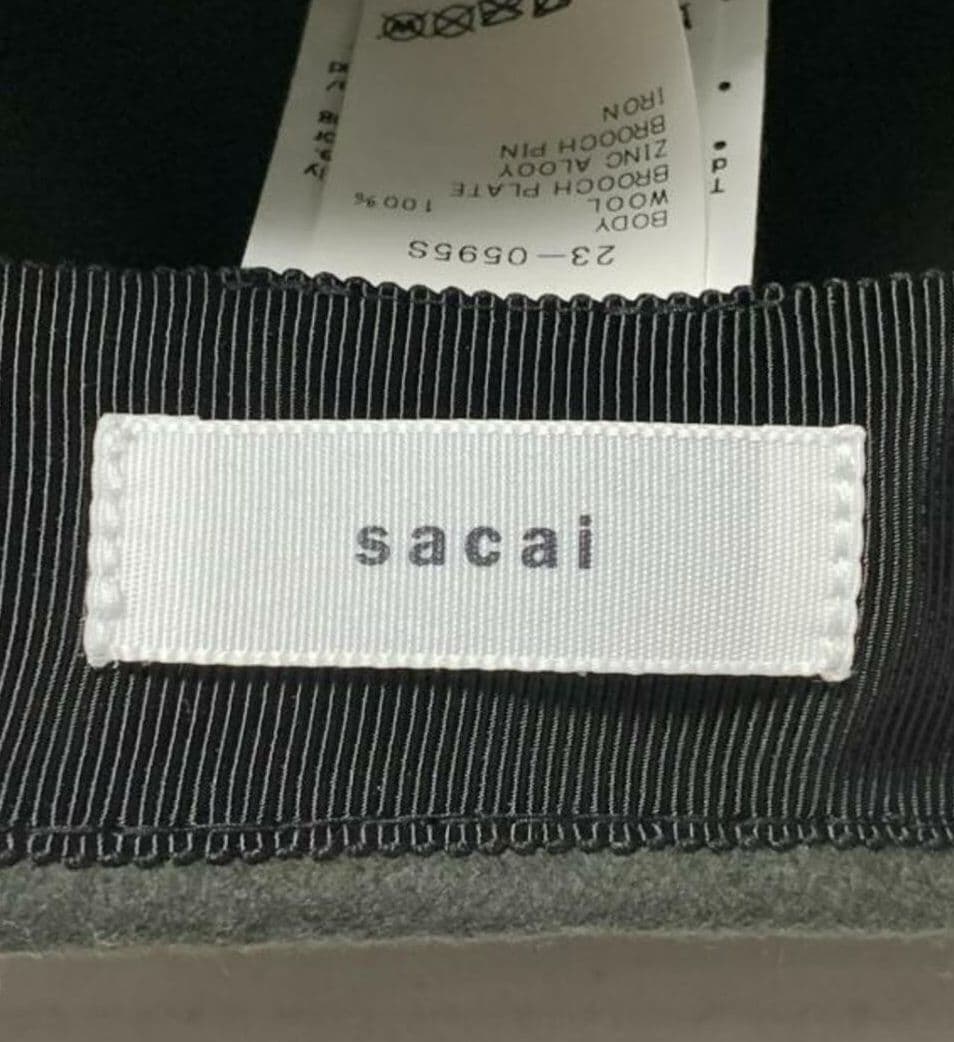 23-0595S
BODY
WOOL 100%
BROOCH PLATE
ZINC ALOOY
BROOCH PIN
IRON
sacai